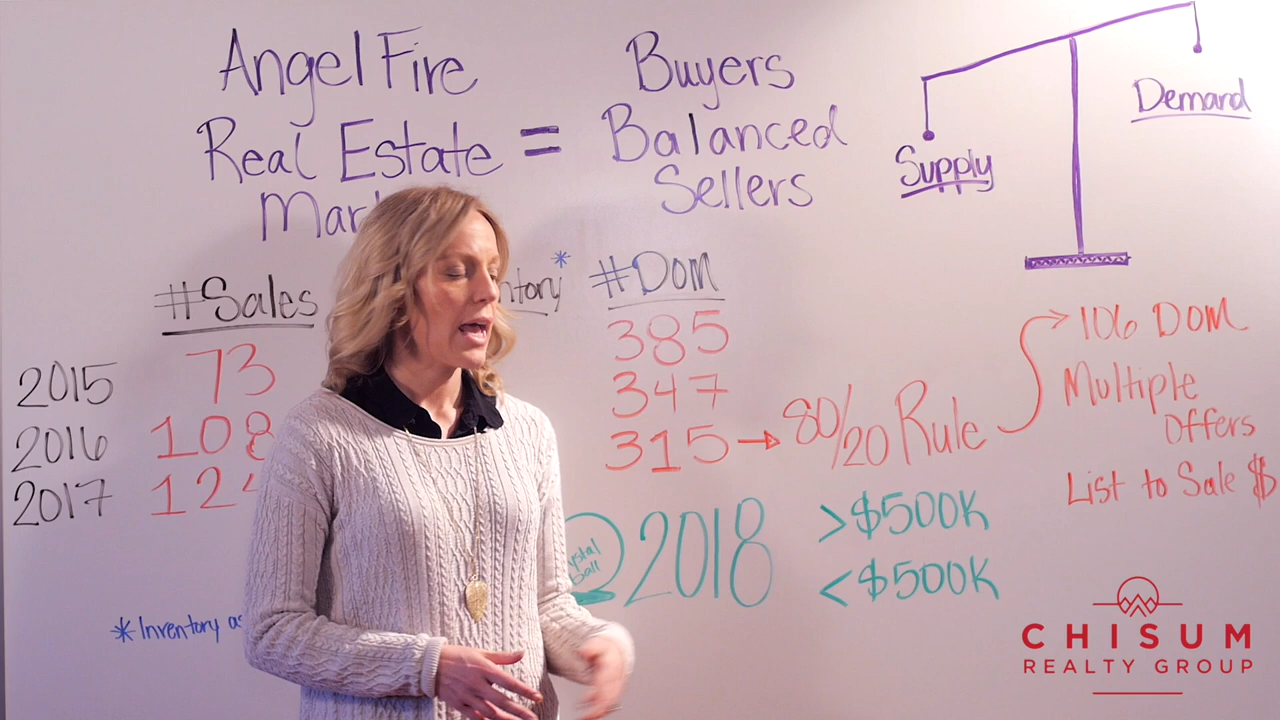 Angel Fire
Real Estate
= Buyers
Balanced
Sellers
Supply
Demand
#Sales
#DOM
2015 73 385
2016 108 347
2017 315 → 80/20 Rule
106 DOM
Multiple
Offers
List to Sale $
2018
>$500K
<$500K
* Inventory
CHISUM
REALTY GROUP